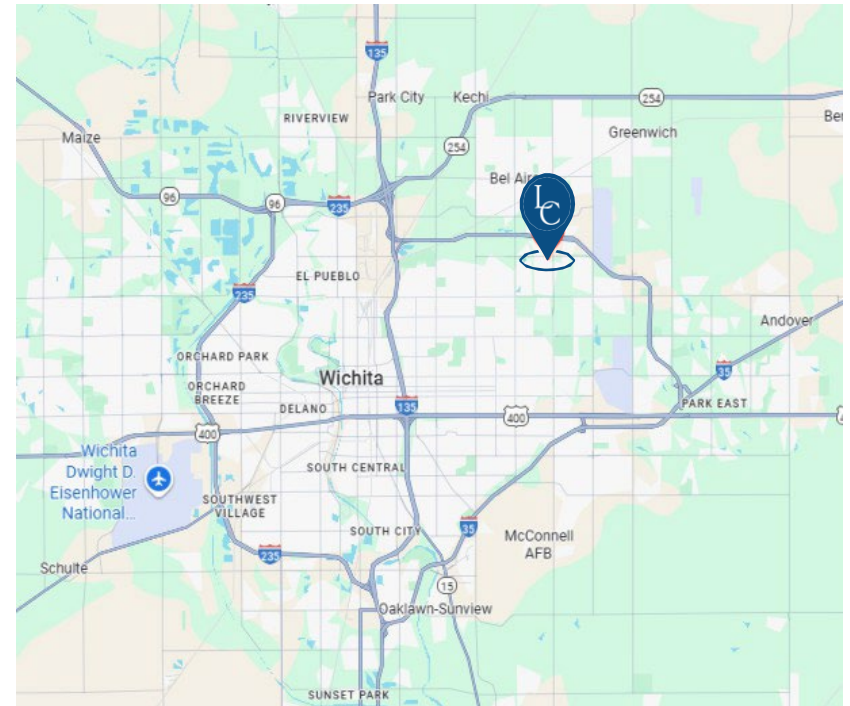 135
Park City
Kechi
254
RIVERVIEW
Greenwich
Ber
Maize
254
Bel Aire
96
96
235
LC
EL PUEBLO
235
Andover
ORCHARD PARK
Wichita
35
ORCHARD
BREEZE
DELANO
135
PARK EAST
400
400
Wichita
Dwight D.
Eisenhower
National...
SOUTH CENTRAL
SOUTHWEST
VILLAGE
SOUTH CITY
35
McConnell
AFB
235
Schulte
15
Oaklawn-Sunview
SUNSET PARK